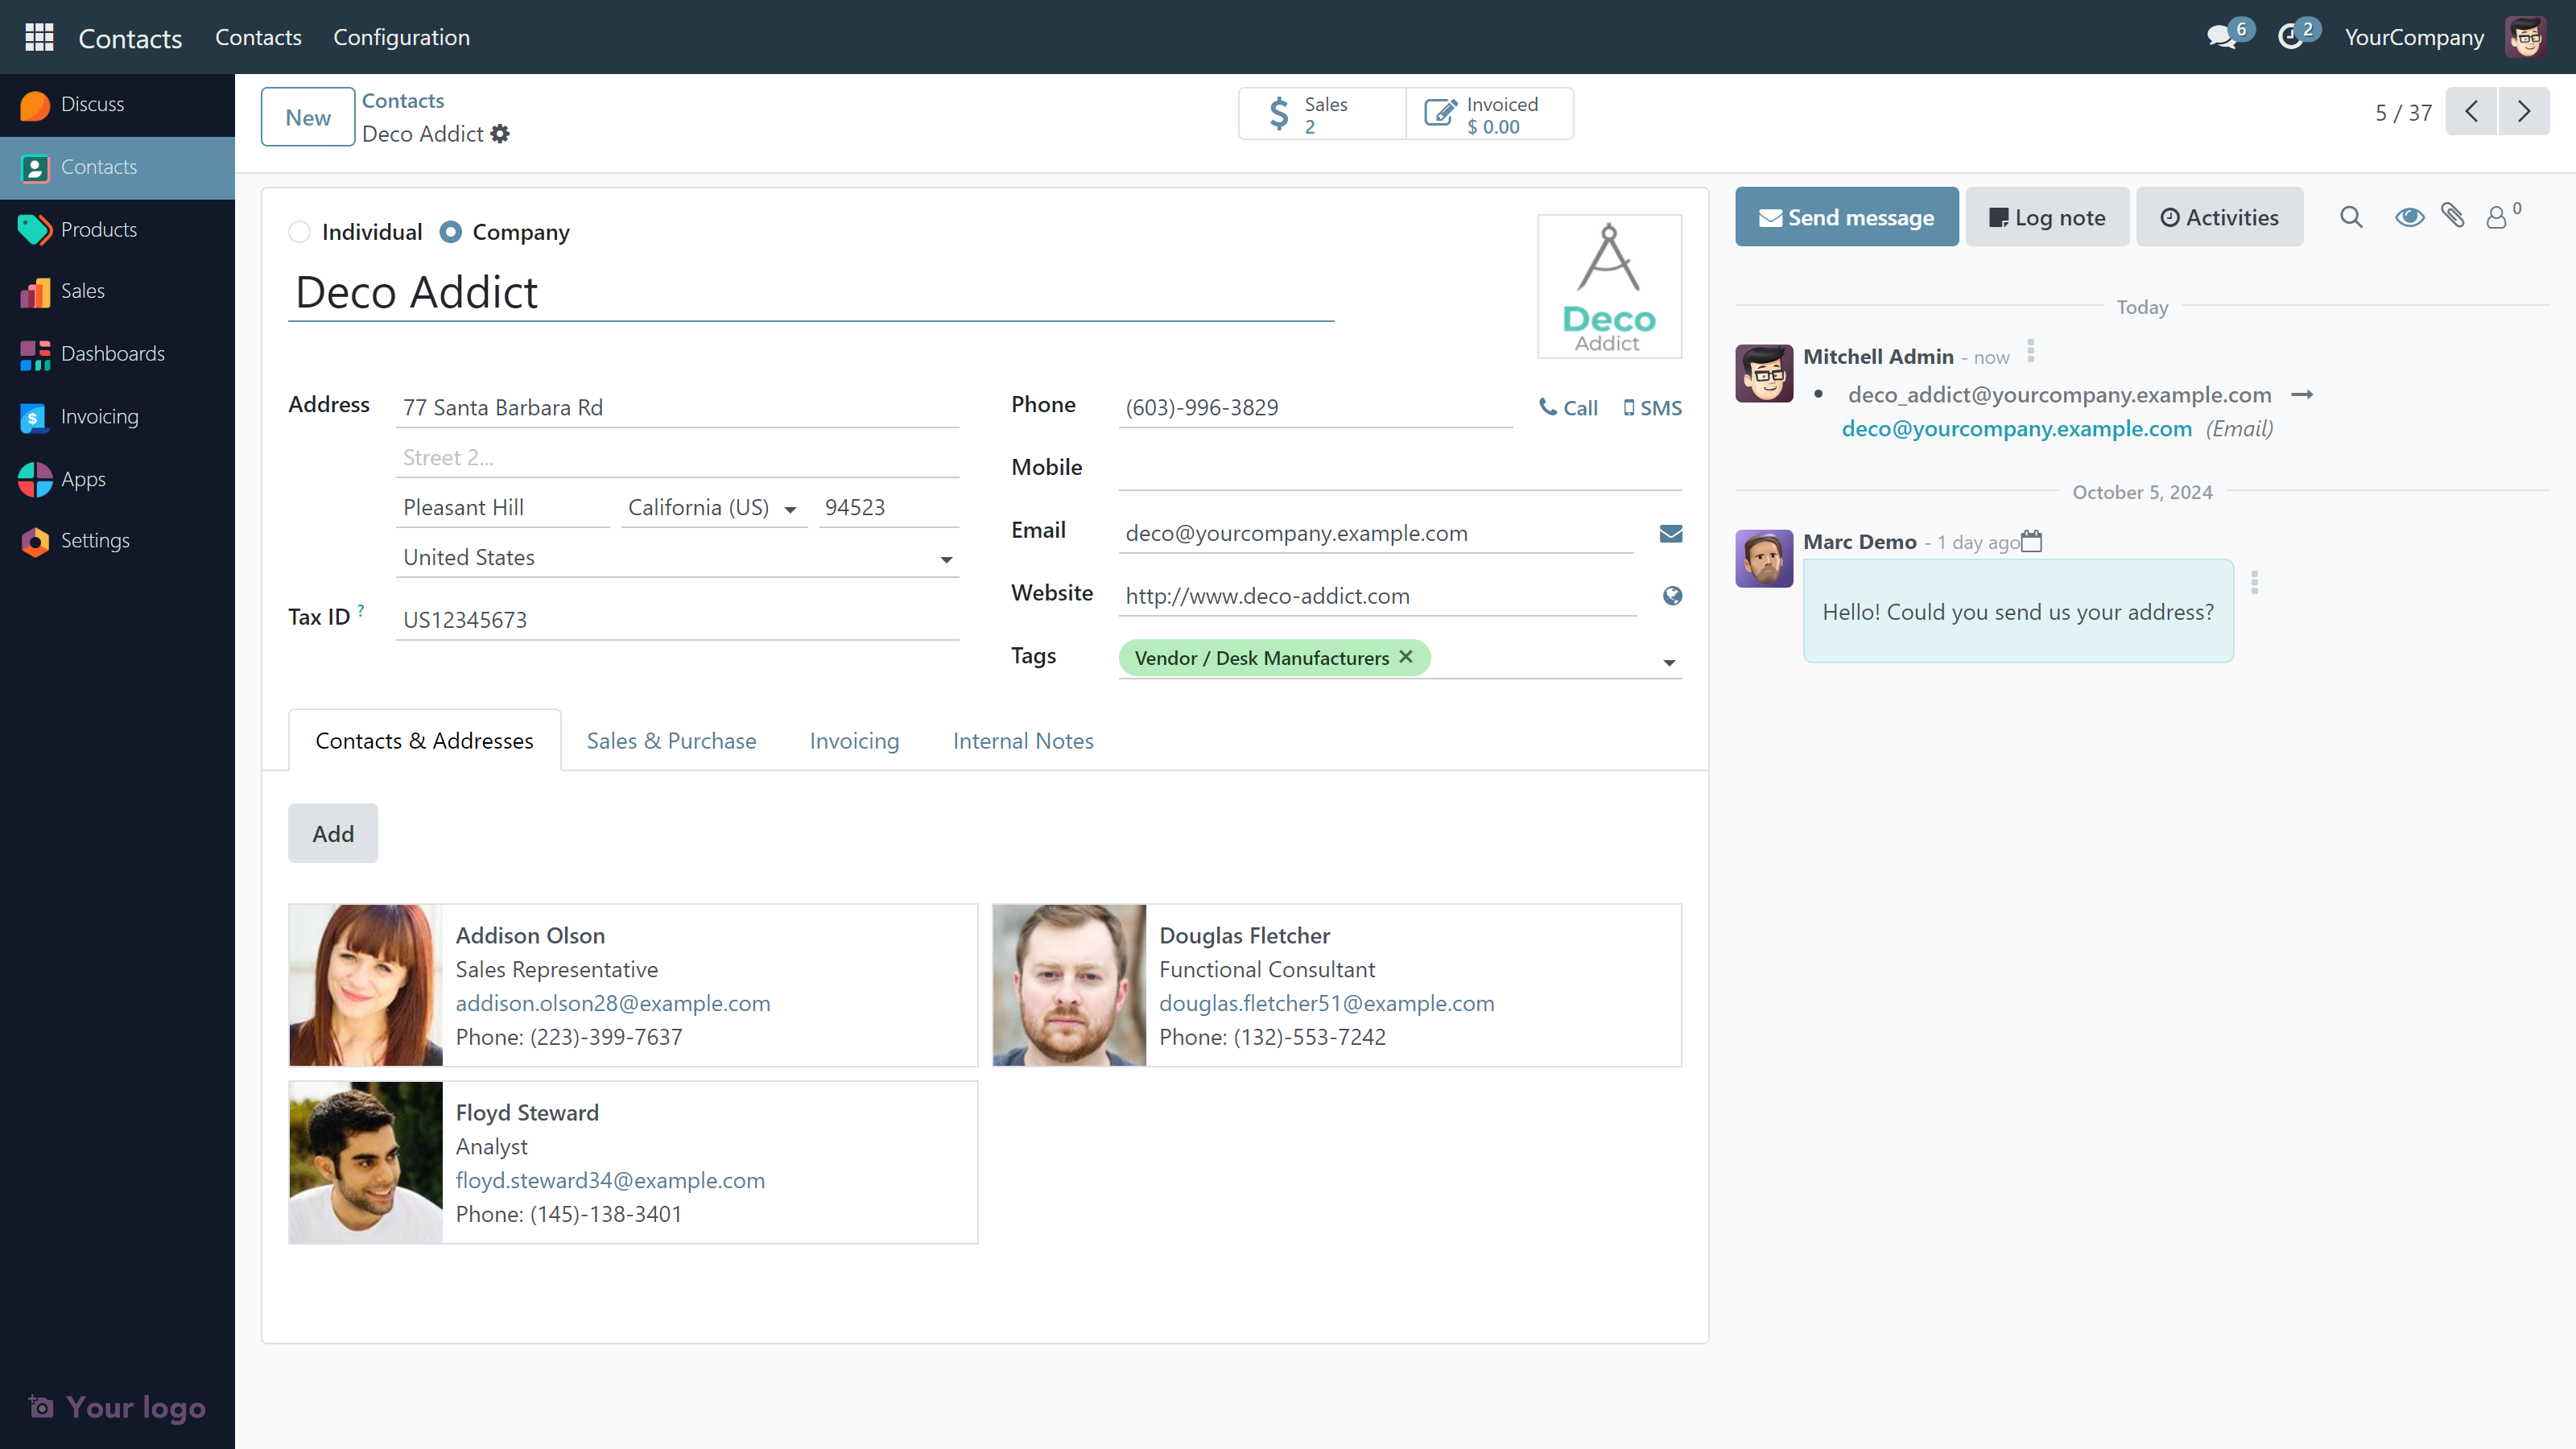 Contacts
Contacts
Configuration
6
2
YourCompany
Discuss
Contacts
Products
Sales
Dashboards
Invoicing
Apps
Settings
Your logo
New
Contacts
Deco Addict
Sales
2
Invoiced
$ 0.00
5 / 37
Individual
Company
Deco Addict
Deco
Addict
Address
77 Santa Barbara Rd
Street 2...
Pleasant Hill
California (US)
94523
United States
Tax ID ?
US12345673
Phone
(603)-996-3829
Call
SMS
Mobile
Email
deco@yourcompany.example.com
Website
http://www.deco-addict.com
Tags
Vendor / Desk Manufacturers
Contacts & Addresses
Sales & Purchase
Invoicing
Internal Notes
Add
Addison Olson
Sales Representative
addison.olson28@example.com
Phone: (223)-399-7637
Douglas Fletcher
Functional Consultant
douglas.fletcher51@example.com
Phone: (132)-553-7242
Floyd Steward
Analyst
floyd.steward34@example.com
Phone: (145)-138-3401
Send message
Log note
Activities
0
Today
Mitchell Admin - now
• deco_addict@yourcompany.example.com →
deco@yourcompany.example.com (Email)
October 5, 2024
Marc Demo - 1 day ago
Hello! Could you send us your address?